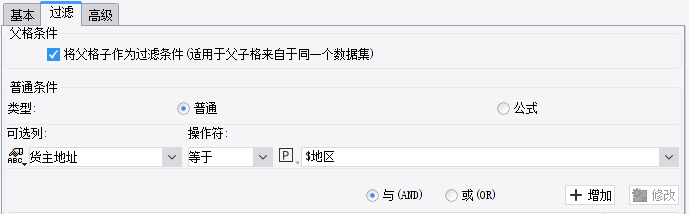 基本 过滤 高级
父格条件
将父格子作为过滤条件(适用于父子格来自于同一个数据集)
普通条件
类型: 普通 公式
可选列: 操作符:
ABC 货主地址 等于 P $地区
与(AND) 或(OR) 增加 修改